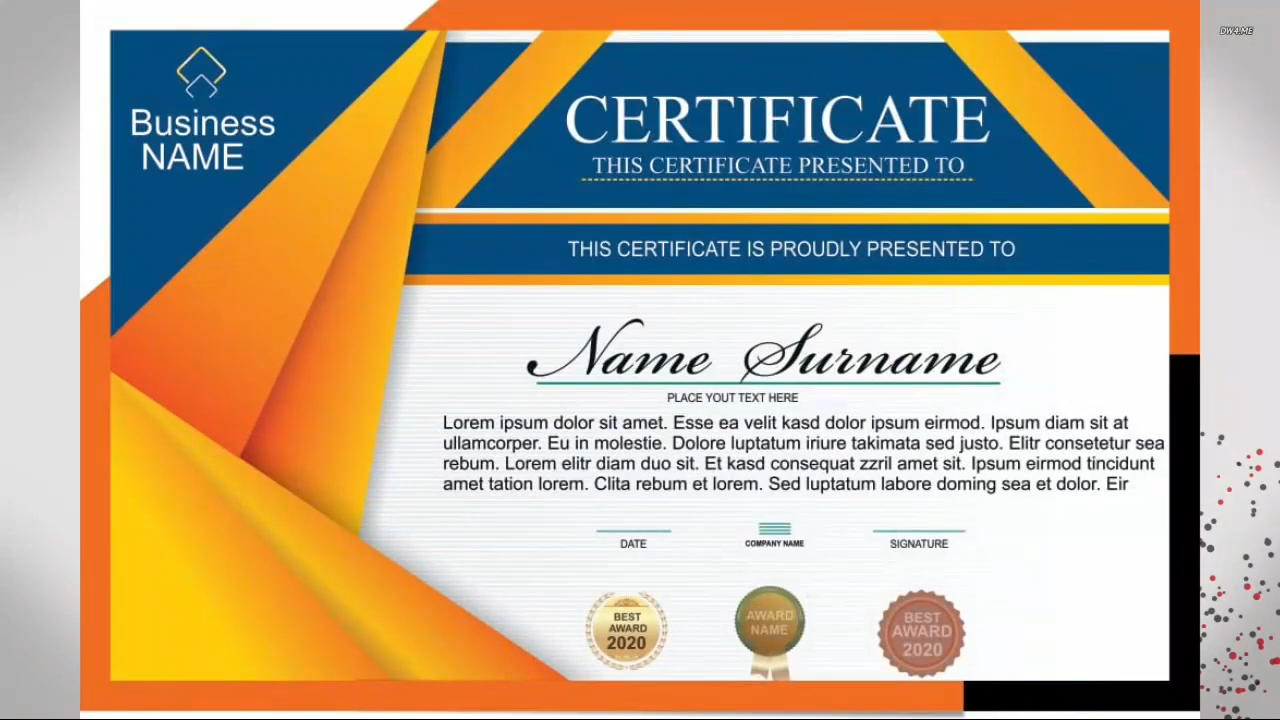 DW4.ME
Business
NAME
CERTIFICATE
THIS CERTIFICATE PRESENTED TO
THIS CERTIFICATE IS PROUDLY PRESENTED TO
Name Surname
PLACE YOUT TEXT HERE
Lorem ipsum dolor sit amet. Esse ea velit kasd dolor ipsum eirmod. Ipsum diam sit at
ullamcorper. Eu in molestie. Dolore luptatum iriure takimata sed justo. Elitr consetetur sea
rebum. Lorem elitr diam duo sit. Et kasd consequat zzril amet sit. Ipsum eirmod tincidunt
amet tation lorem. Clita rebum et lorem. Sed luptatum labore doming sea et dolor. Eir
DATE
COMPANY NAME
SIGNATURE
BEST
AWARD
2020
AWARD
NAME
BEST
AWARD
2020